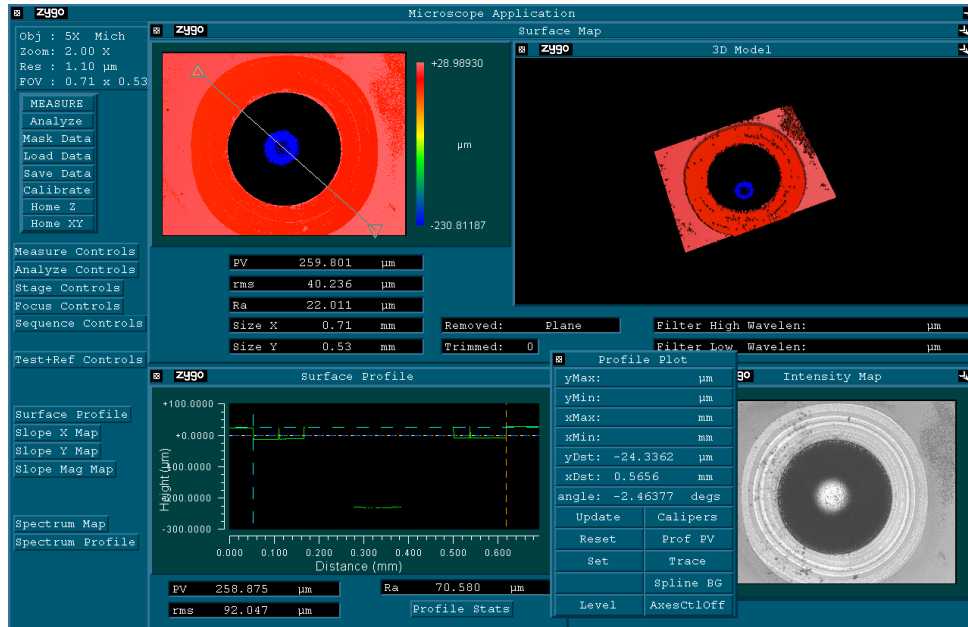 zygo Microscope Application
Obj : 5X Mich
Zoom: 2.00 X
Res : 1.10 µm
FOV : 0.71 x 0.53
MEASURE
Analyze
Mask Data
Load Data
Save Data
Calibrate
Home Z
Home XY
Measure Controls
Analyze Controls
Stage Controls
Focus Controls
Sequence Controls
Test+Ref Controls
Surface Profile
Slope X Map
Slope Y Map
Slope Mag Map
Spectrum Map
Spectrum Profile
zygo Surface Map
+28.98930
µm
-230.81187
PV 259.801 µm
rms 40.236 µm
Ra 22.011 µm
Size X 0.71 mm
Size Y 0.53 mm
zygo 3D Model
Removed: Plane
Trimmed: 0
Filter High Wavelen: µm
Filter Low Wavelen: µm
zygo Surface Profile
+100.0000
+0.0000
-100.0000
-200.0000
-300.0000
Height (µm)
0.000 0.100 0.200 0.300 0.400 0.500 0.600
Distance (mm)
PV 258.875 µm
rms 92.047 µm
Ra 70.580 µm
Profile Stats
Profile Plot
yMax: µm
yMin: µm
xMax: mm
xMin: mm
yDst: -24.3362 µm
xDst: 0.5656 mm
angle: -2.46377 degs
Update Calipers
Reset Prof PV
Set Trace
Spline BG
Level AxesCtlOff
Intensity Map